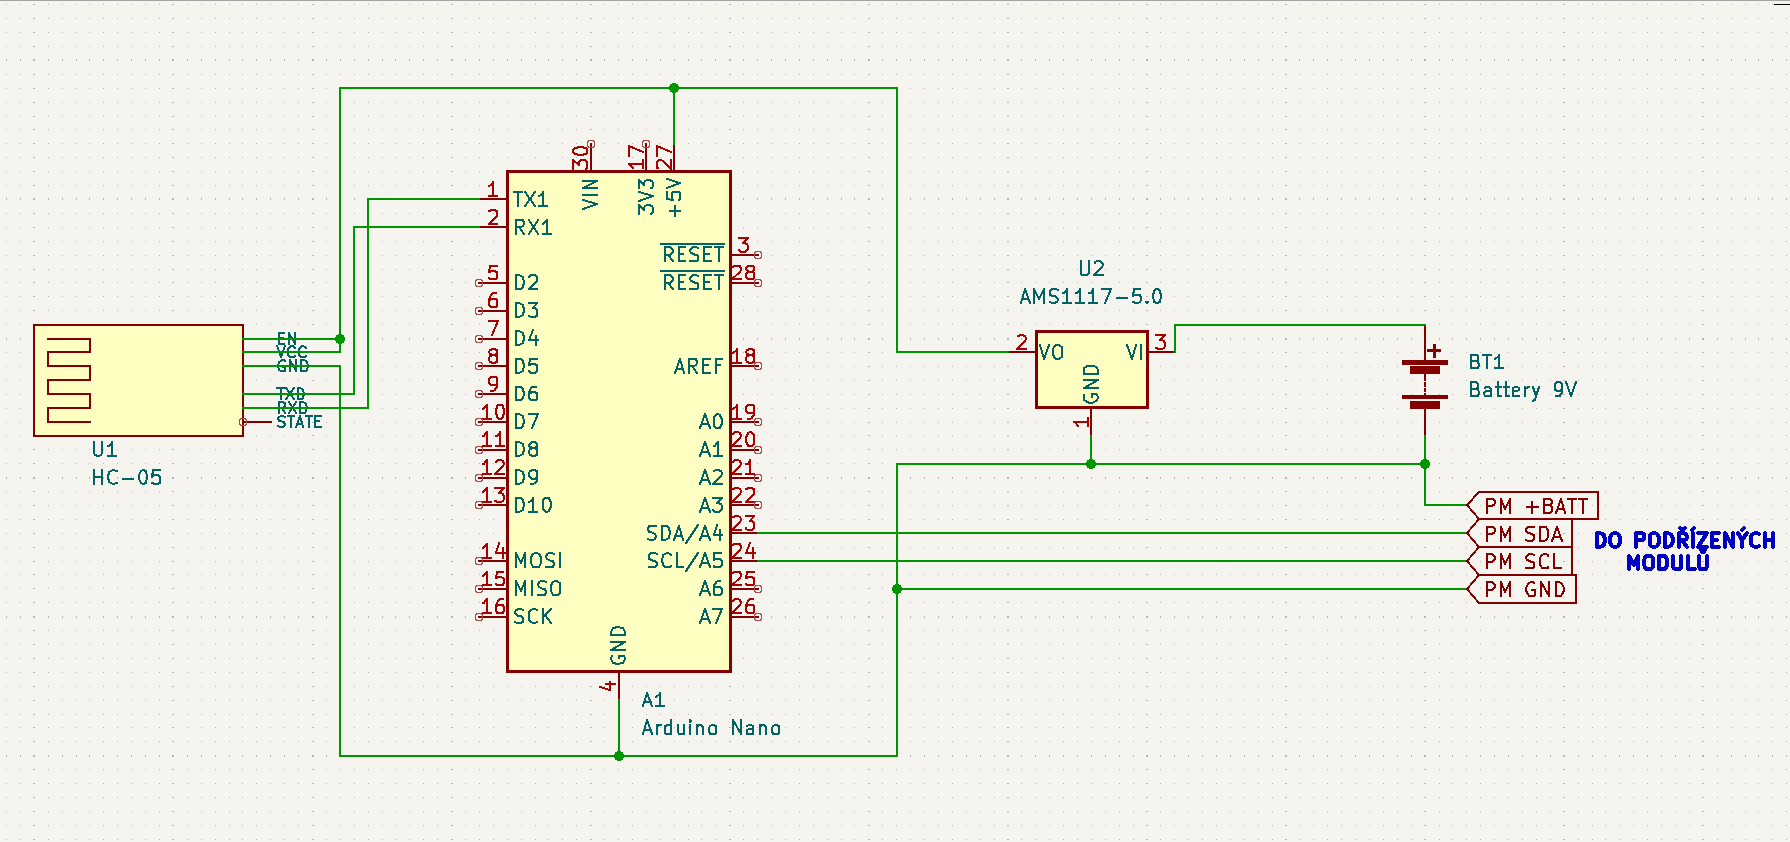 30
VIN
17
3V3
27
+5V
1 TX1
2 RX1
RESET 3
RESET 28
5 D2
6 D3
7 D4
8 D5
9 D6
10 D7
11 D8
12 D9
13 D10
14 MOSI
15 MISO
16 SCK
AREF 18
A0 19
A1 20
A2 21
A3 22
SDA/A4 23
SCL/A5 24
A6 25
A7 26
GND
4
A1
Arduino Nano
EN
VCC
GND
TXD
RXD
STATE
U1
HC-05
U2
AMS1117-5.0
2 VO
VI 3
GND
1
+
BT1
Battery 9V
PM +BATT
PM SDA
PM SCL
PM GND
DO PODŘÍZENÝCH
MODULŮ